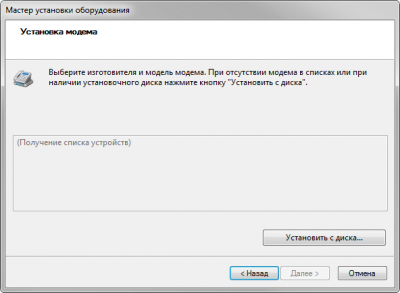 Мастер установки оборудования
Установка модема
Выберите изготовителя и модель модема. При отсутствии модема в списках или при
наличии установочного диска нажмите кнопку "Установить с диска".
(Получение списка устройств)
Установить с диска...
< Назад
Далее >
Отмена